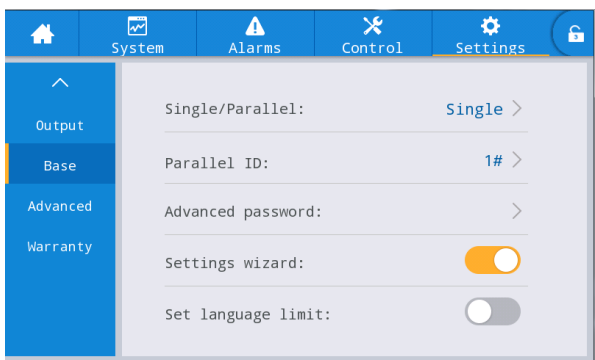 System Alarms Control Settings
3
Output
Base
Advanced
Warranty
Single/Parallel: Single
Parallel ID: 1#
Advanced password:
Settings wizard:
Set language limit: